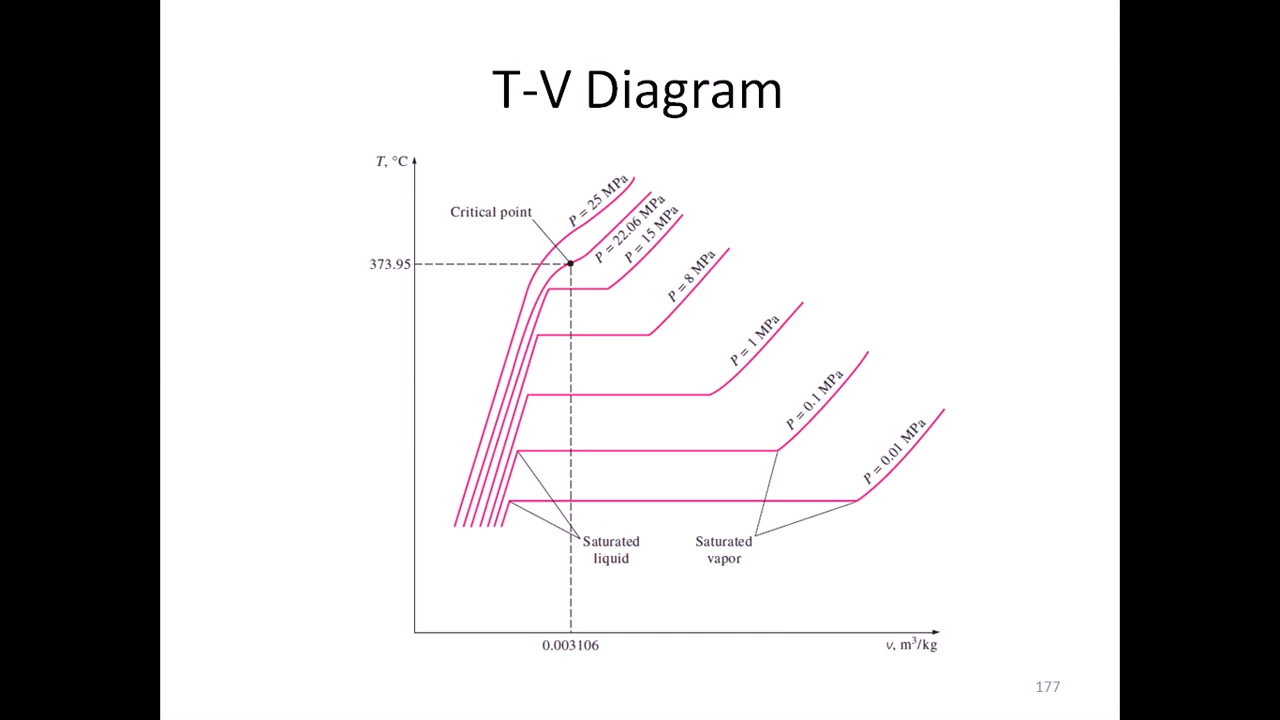 T-V Diagram
T, °C
P = 25 MPa
Critical point
P = 22.06 MPa
P = 15 MPa
373.95
P = 8 MPa
P = 1 MPa
P = 0.1 MPa
P = 0.01 MPa
Saturated
liquid
Saturated
vapor
0.003106
v, m³/kg
177